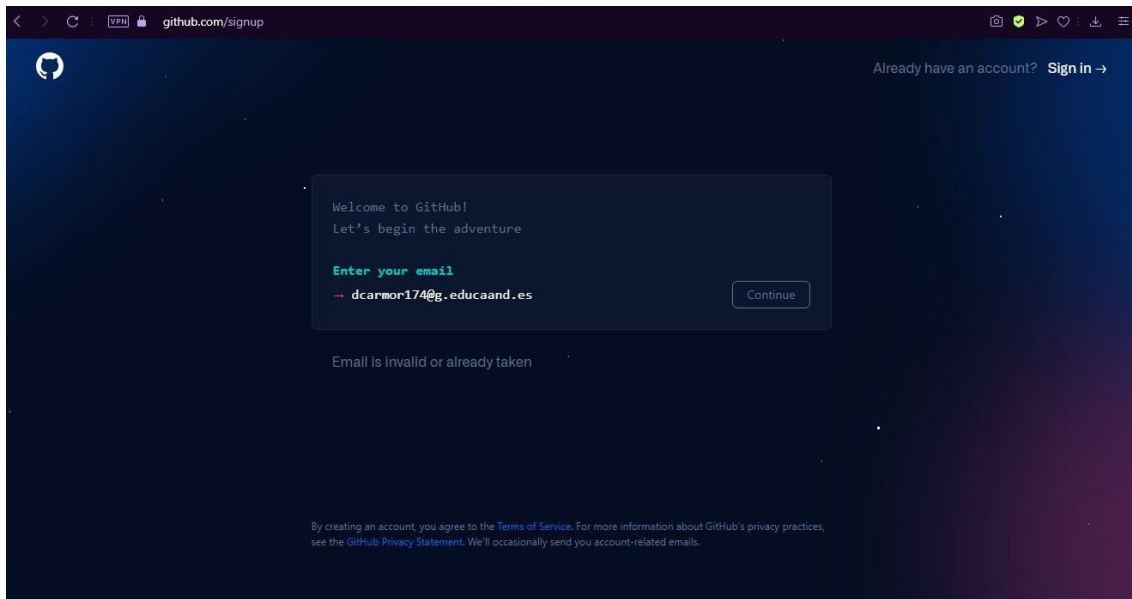 VPN github.com/signup
Already have an account? Sign in →
Welcome to GitHub!
Let’s begin the adventure
Enter your email
→ dcarmor174@g.educaand.es
Continue
Email is invalid or already taken
By creating an account, you agree to the Terms of Service. For more information about GitHub's privacy practices,
see the GitHub Privacy Statement. We'll occasionally send you account-related emails.